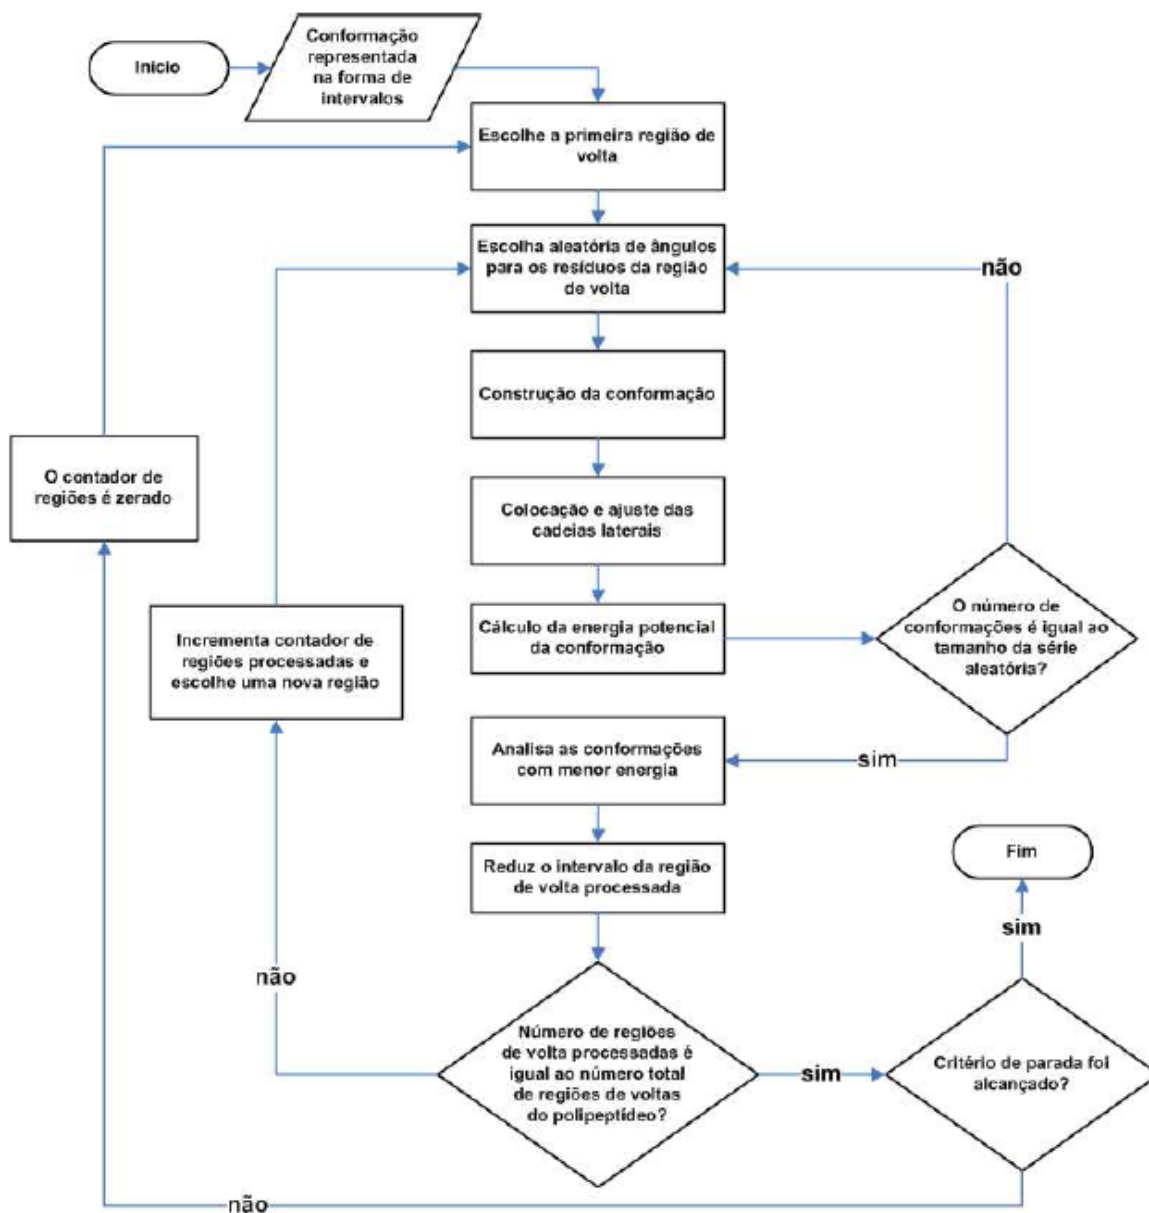 Início
Conformação
representada
na forma de
intervalos
Escolhe a primeira região de
volta
Escolha aleatória de ângulos
para os resíduos da região
de volta
não
Construção da conformação
O contador de
regiões é zerado
Colocação e ajuste das
cadeias laterais
Incrementa contador de
regiões processadas e
escolhe uma nova região
Cálculo da energia potencial
da conformação
O número de
conformações é igual ao
tamanho da série
aleatória?
Analisa as conformações
com menor energia
sim
Reduz o intervalo da região
de volta processada
Fim
sim
não
Número de regiões
de volta processadas é
igual ao número total
de regiões de voltas
do polipeptídeo?
sim
Critério de parada foi
alcançado?
não